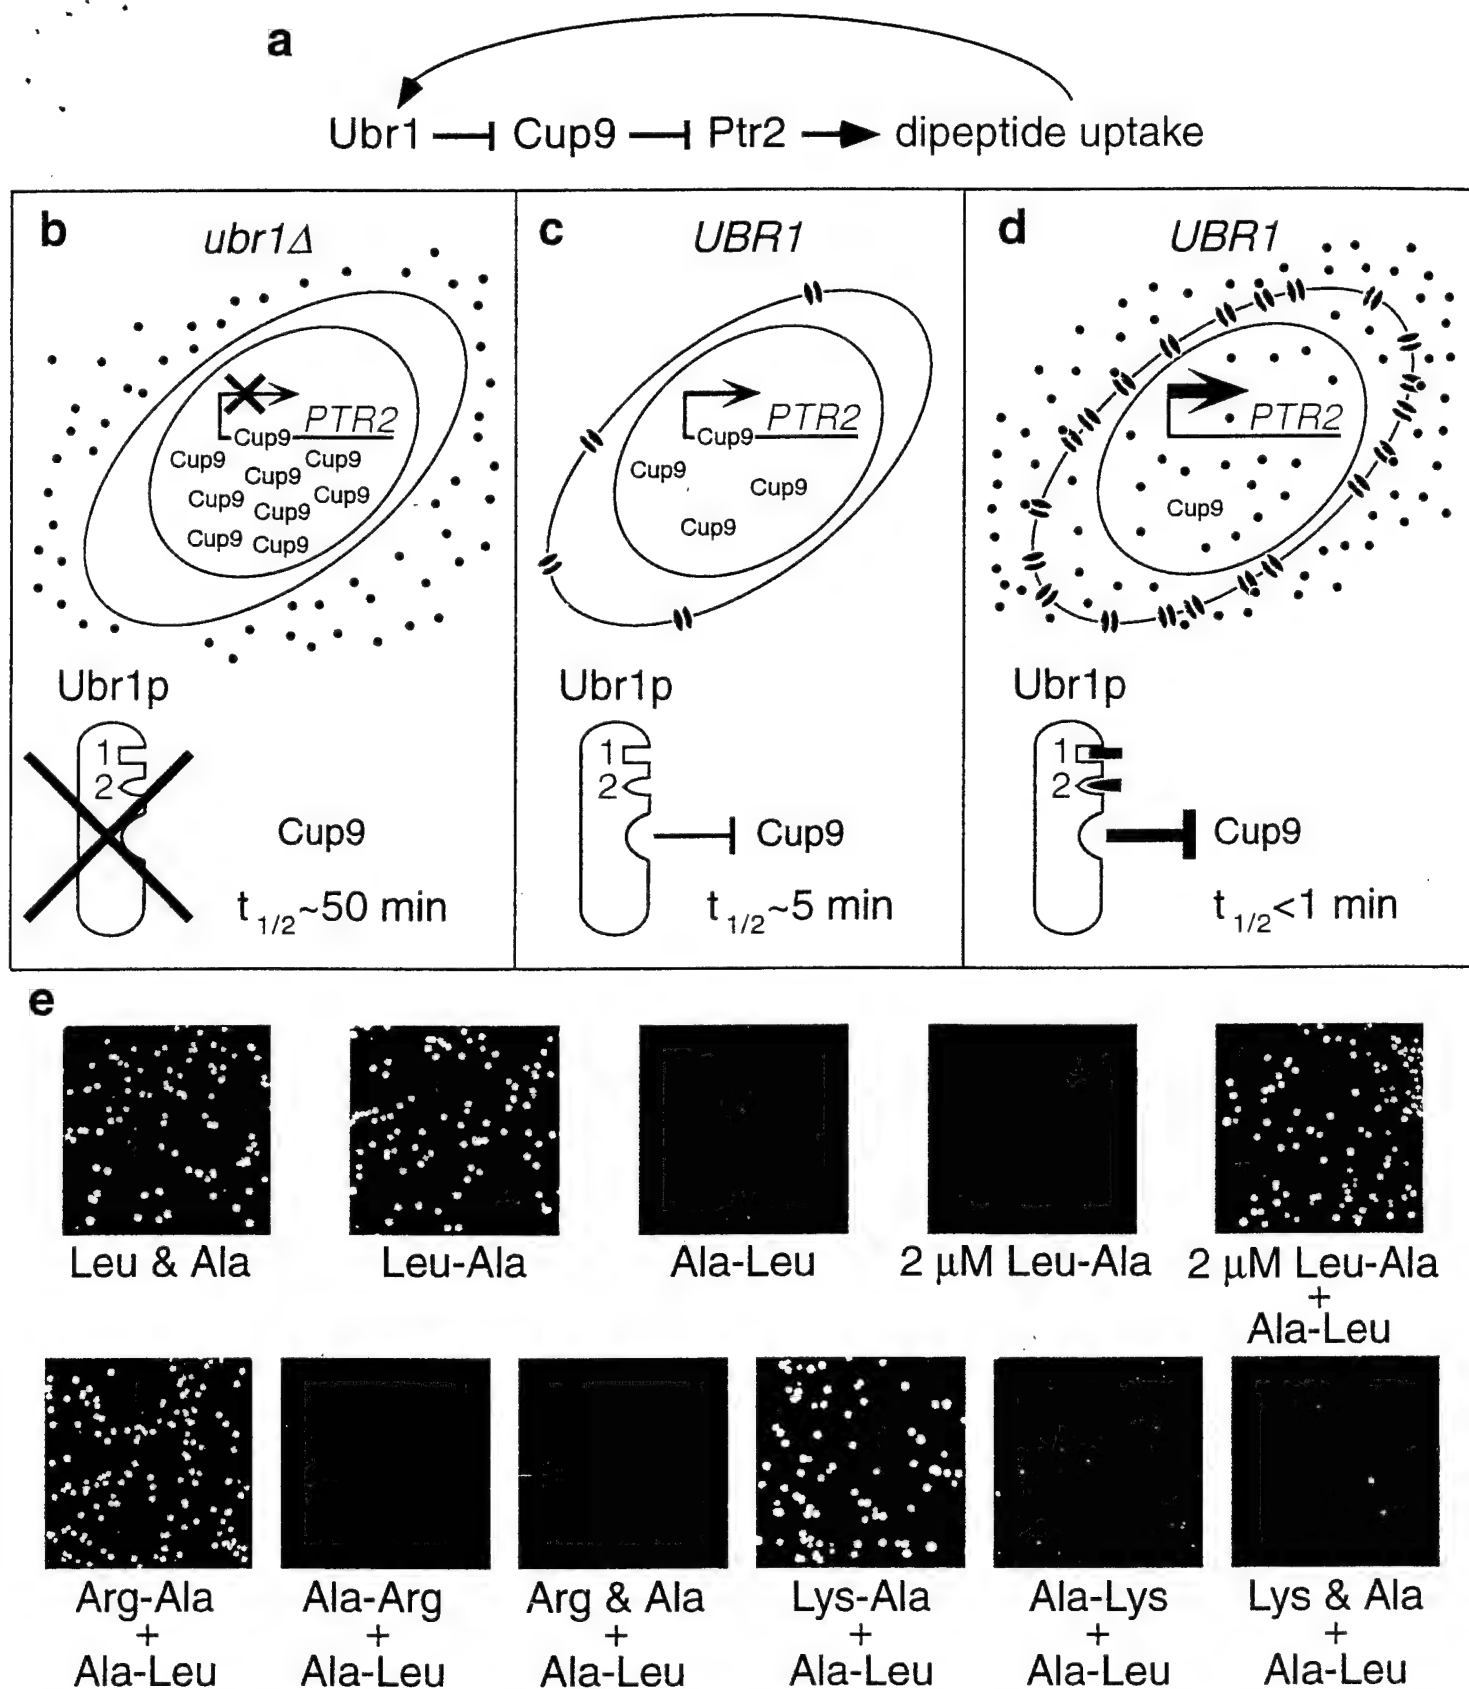 a
Ubr1 Cup9 Ptr2 dipeptide uptake
b ubr1Δ
PTR2
Cup9
Cup9 Cup9
Cup9
Cup9 Cup9
Cup9
Cup9 Cup9
Ubr1p
1
2
Cup9
t1/2~50 min
c UBR1
PTR2
Cup9
Cup9
Cup9
Cup9
Ubr1p
1
2
Cup9
t1/2~5 min
d UBR1
PTR2
Cup9
Ubr1p
1
2
Cup9
t1/2<1 min
e
Leu & Ala Leu-Ala Ala-Leu 2 μM Leu-Ala 2 μM Leu-Ala
+
Ala-Leu
Arg-Ala Ala-Arg Arg & Ala Lys-Ala Ala-Lys Lys & Ala
+ + + + + +
Ala-Leu Ala-Leu Ala-Leu Ala-Leu Ala-Leu Ala-Leu